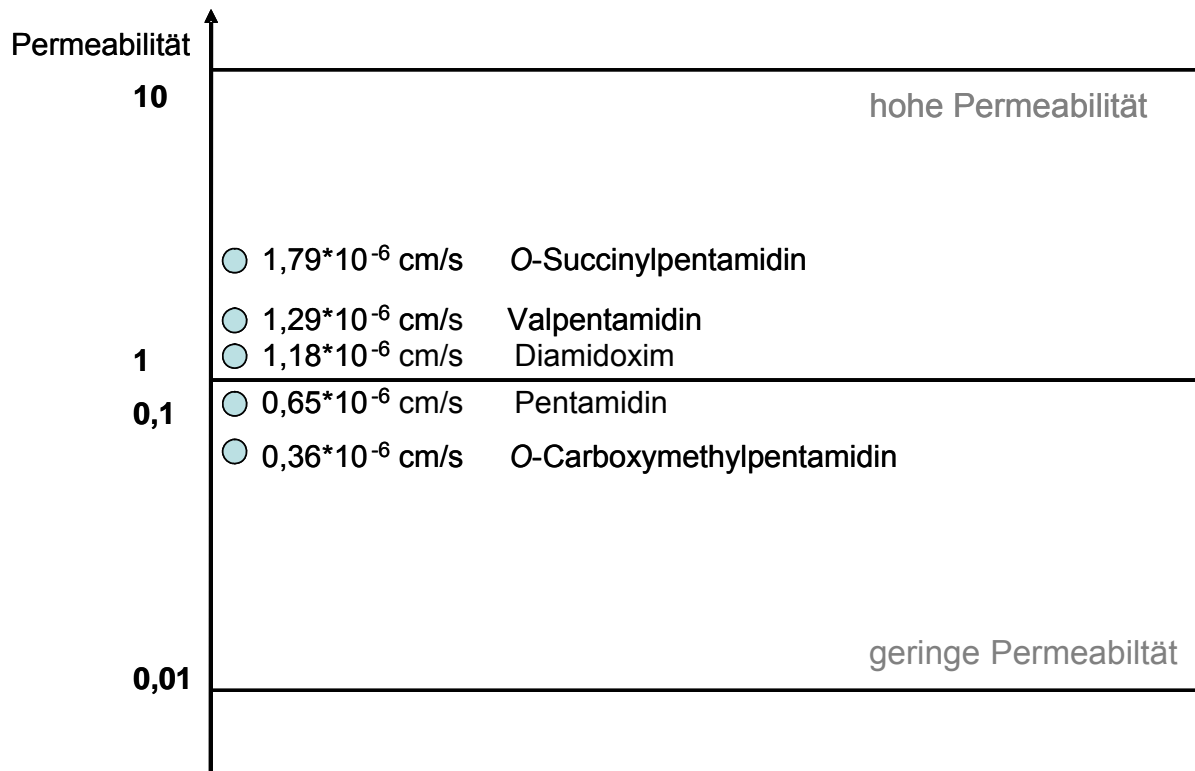 Permeabilität
10
hohe Permeabilität
1,79*10-6 cm/s O-Succinylpentamidin
1,29*10-6 cm/s Valpentamidin
1
1,18*10-6 cm/s Diamidoxim
0,1
0,65*10-6 cm/s Pentamidin
0,36*10-6 cm/s O-Carboxymethylpentamidin
geringe Permeabiltät
0,01